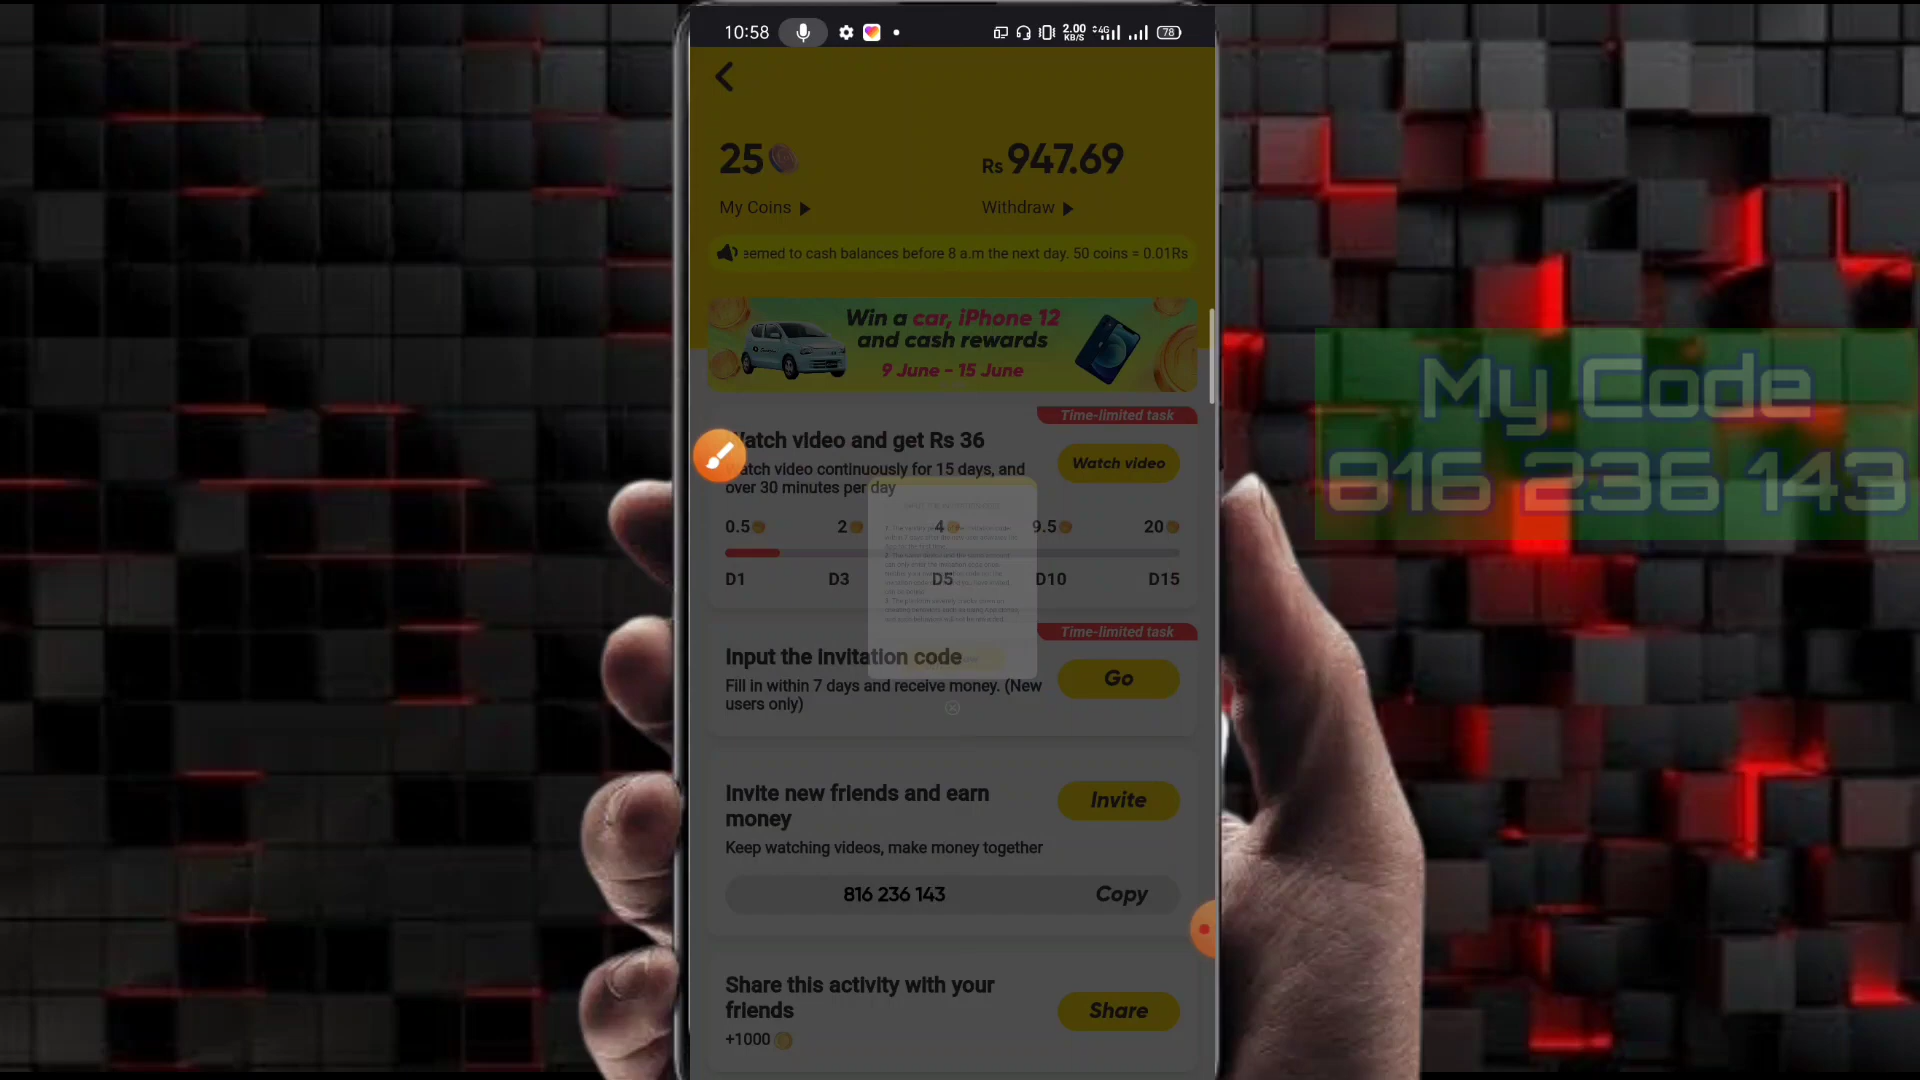 10:58
2.00
KB/S
4G
78
25
Rs 947.69
My Coins
Withdraw
eemed to cash balances before 8 a.m the next day. 50 coins = 0.01Rs
Win a car, iPhone 12
and cash rewards
9 June - 15 June
Time-limited task
Watch video and get Rs 36
Watch video continuously for 15 days, and
over 30 minutes per day
Watch video
0.5 2 4 9.5 20
D1 D3 D5 D10 D15
Time-limited task
Input the invitation code
Fill in within 7 days and receive money. (New
users only)
Go
Invite new friends and earn
money
Keep watching videos, make money together
Invite
816 236 143
Copy
Share this activity with your
friends
+1000
Share
My Code
816 236 143